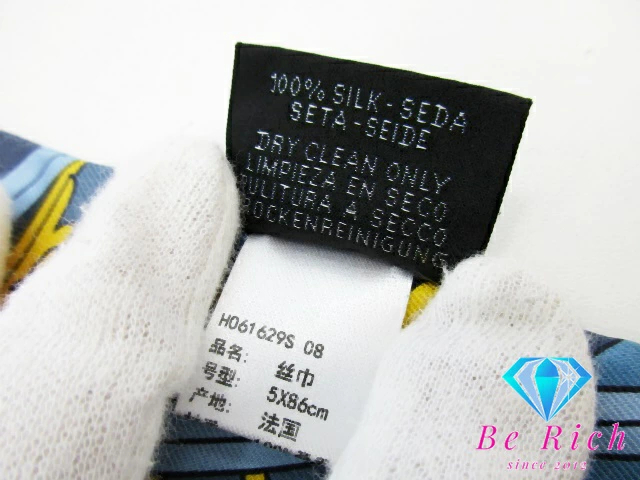 100% SILK-SEDA
SETA-SEIDE
DRY CLEAN ONLY
LIMPIEZA EN SECO
PULITURA A SECCO
OCKENREINIGUNG
H061629S 08
品名: 丝巾
号型: 5X86cm
产地: 法国
Be Rich
since 2013